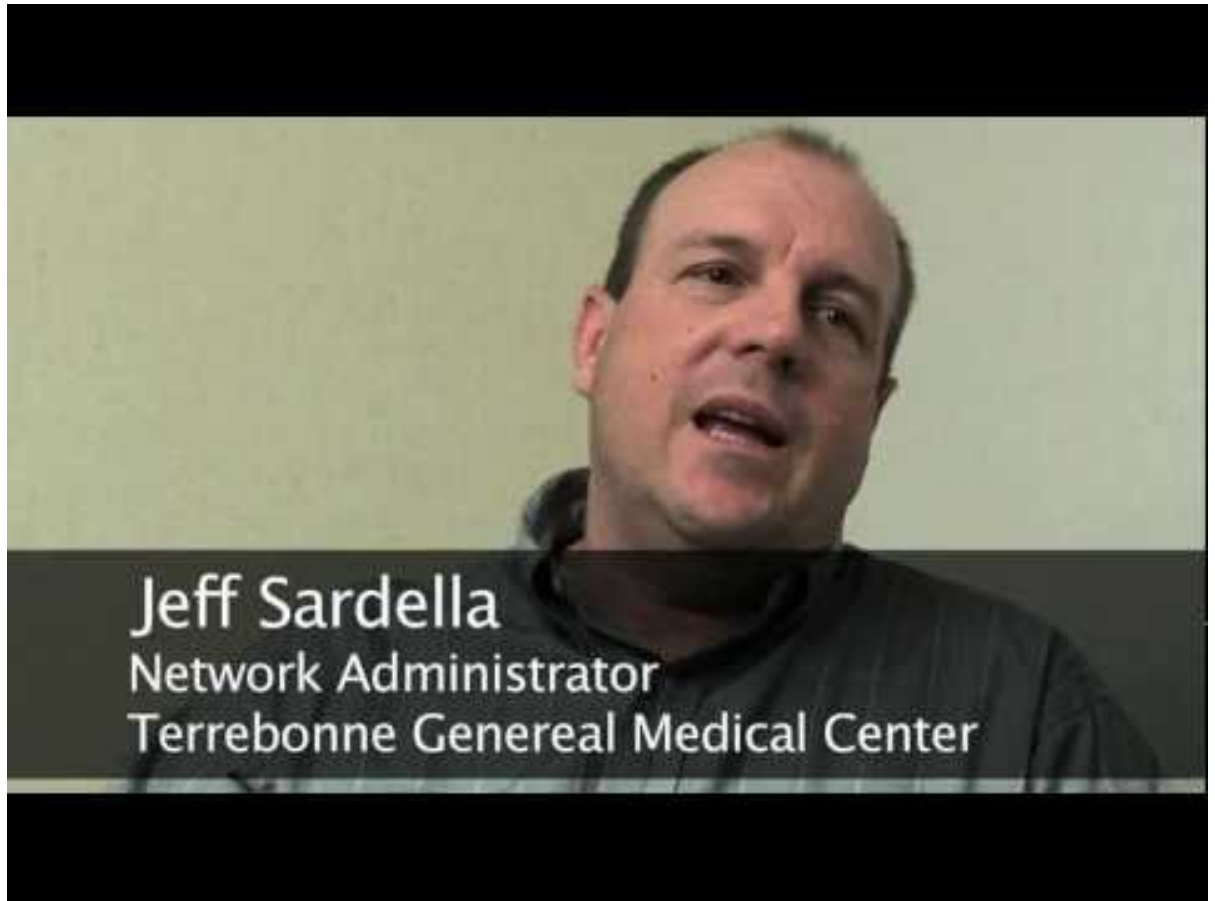 Jeff Sardella
Network Administrator
Terrebonne Genereal Medical Center